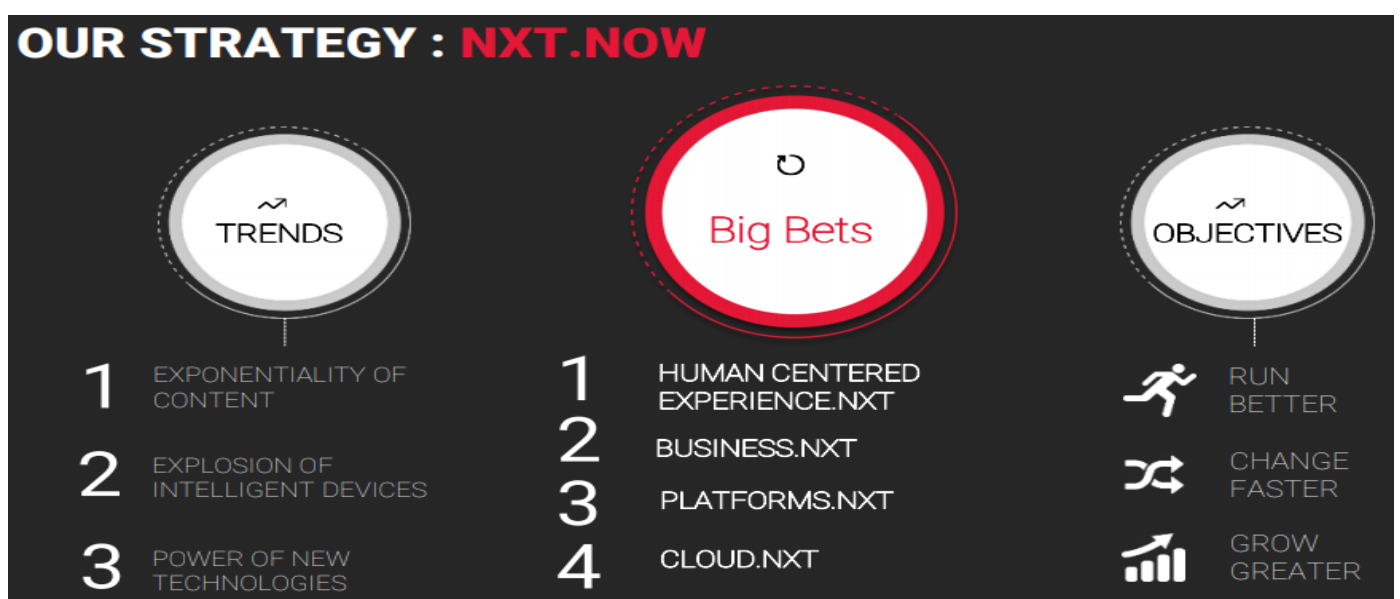 OUR STRATEGY : NXT.NOW
TRENDS
1 EXPONENTIALITY OF
CONTENT
2 EXPLOSION OF
INTELLIGENT DEVICES
3 POWER OF NEW
TECHNOLOGIES
Big Bets
1 HUMAN CENTERED
EXPERIENCE.NXT
2 BUSINESS.NXT
3 PLATFORMS.NXT
4 CLOUD.NXT
OBJECTIVES
RUN
BETTER
CHANGE
FASTER
GROW
GREATER